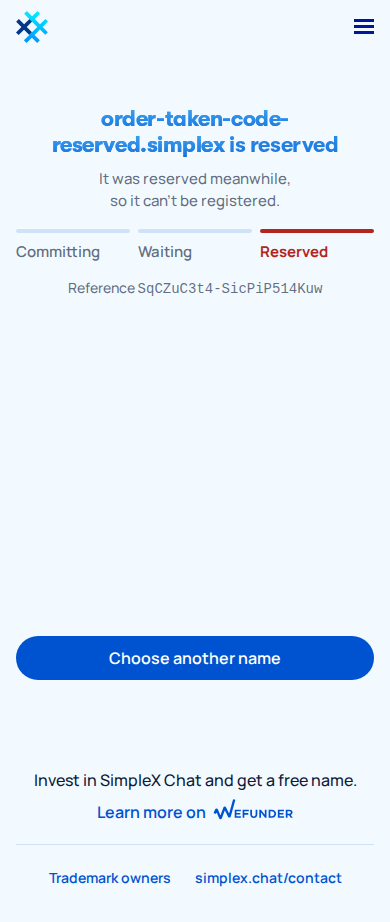 order-taken-code-
reserved.simplex is reserved
It was reserved meanwhile,
so it can't be registered.
Committing Waiting Reserved
Reference SqCZuC3t4-SicPiP514Kuw
Choose another name
Invest in SimpleX Chat and get a free name.
Learn more on WEFUNDER
Trademark owners simplex.chat/contact